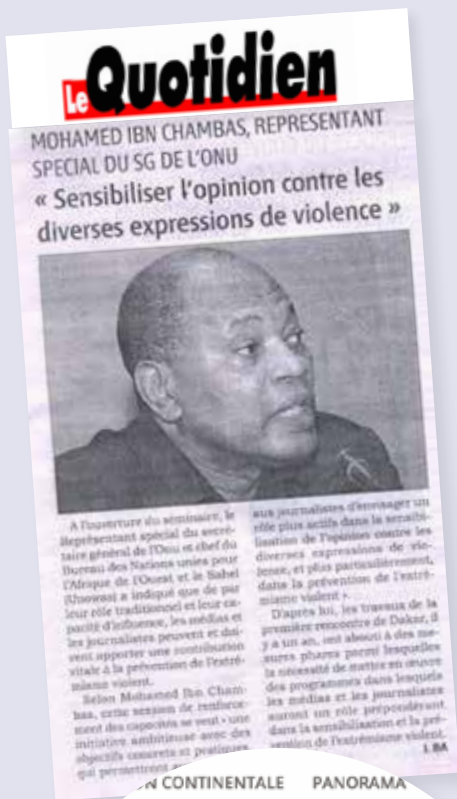 Le Quotidien
MOHAMED IBN CHAMBAS, REPRESENTANT
SPECIAL DU SG DE L'ONU
« Sensibiliser l'opinion contre les
diverses expressions de violence »
A l'ouverture du séminaire, le
Représentant spécial du secré-
taire général de l'Onu et chef du
Bureau des Nations unies pour
l'Afrique de l'Ouest et le Sahel
(Unowas) a indiqué que de par
leur rôle traditionnel et leur ca-
pacité d'influence, les médias et
les journalistes peuvent et doi-
vent apporter une contribution
vitale à la prévention de l'extré-
misme violent.
Selon Mohamed Ibn Cham-
bas, cette session de renforce-
ment des capacités se veut « une
initiative ambitieuse avec des
objectifs concrets et pratiques
qui permettront
aux journalistes d'envisager un
rôle plus actifs dans la sensibi-
lisation de l'opinion contre les
diverses expressions de vio-
lence, et plus particulièrement,
dans la prévention de l'extré-
misme violent ».
D'après lui, les travaux de la
première rencontre de Dakar, il
y a un an, ont abouti à des me-
sures phares parmi lesquelles
la nécessité de mettre en œuvre
des programmes dans lesquels
les médias et les journalistes
auront un rôle prépondérant
dans la sensibilisation et la pré-
vention de l'extrémisme violent.
I. BA
N CONTINENTALE PANORAMA